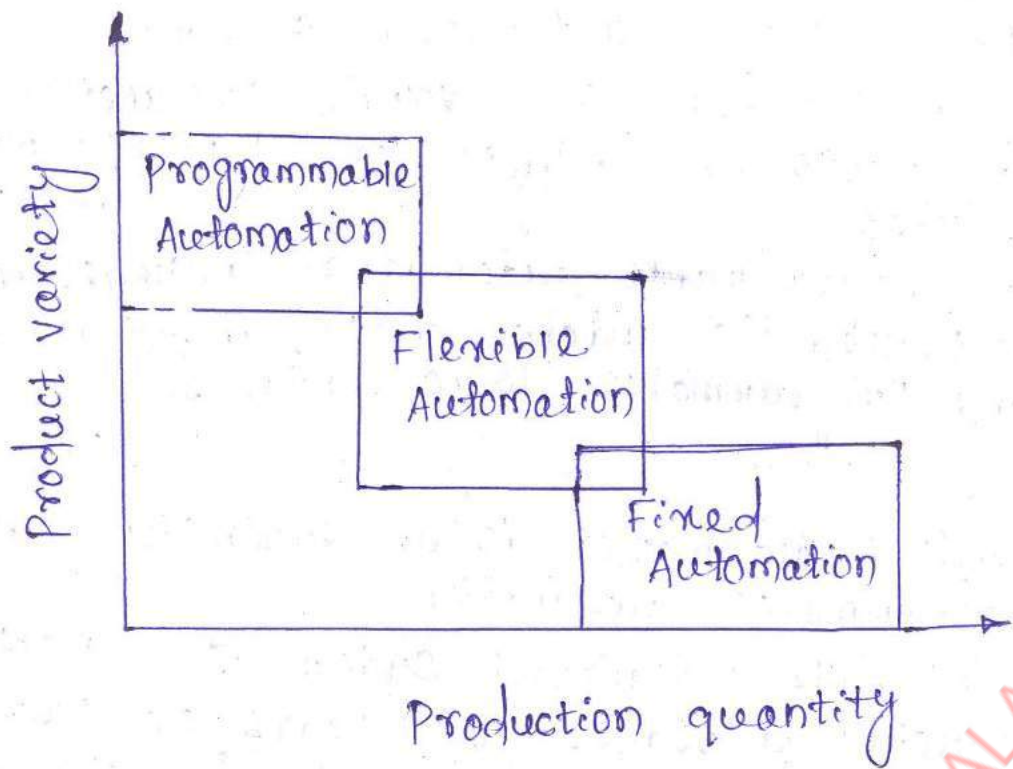 Product variety
Programmable
Automation
Flexible
Automation
Fixed
Automation
Production quantity